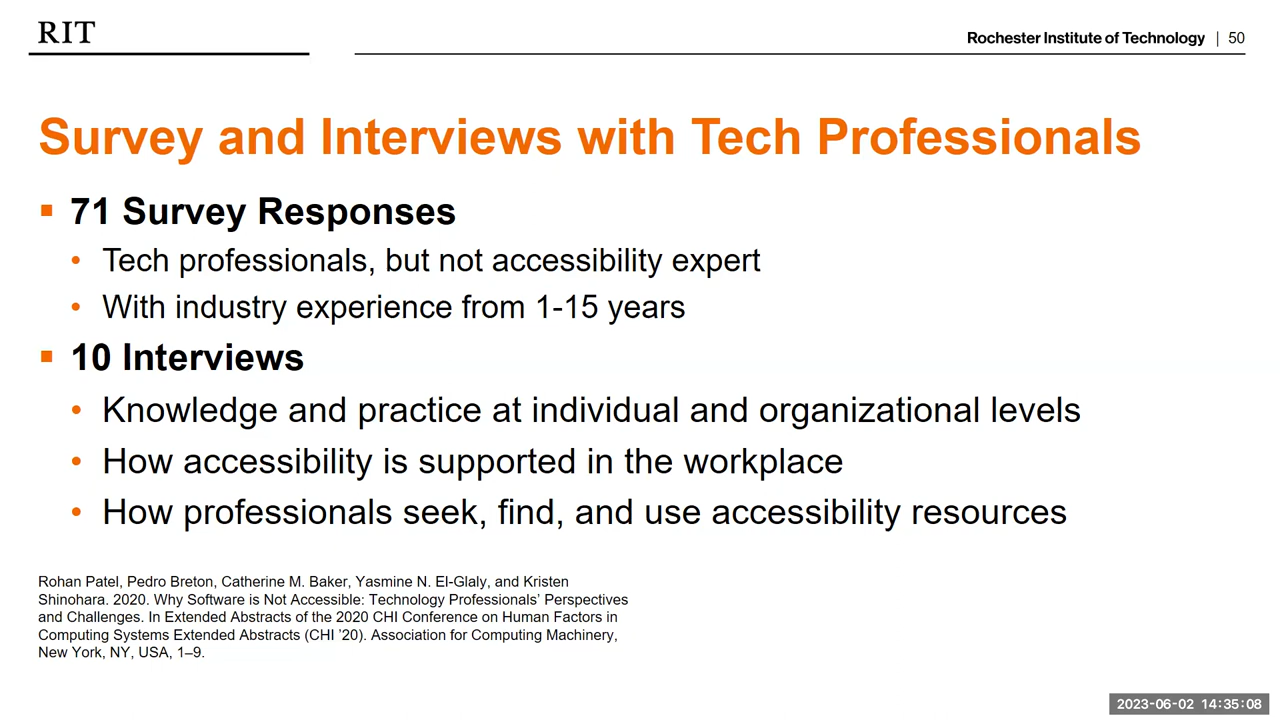 RIT
Rochester Institute of Technology | 50
Survey and Interviews with Tech Professionals
▪ 71 Survey Responses
• Tech professionals, but not accessibility expert
• With industry experience from 1-15 years
▪ 10 Interviews
• Knowledge and practice at individual and organizational levels
• How accessibility is supported in the workplace
• How professionals seek, find, and use accessibility resources
Rohan Patel, Pedro Breton, Catherine M. Baker, Yasmine N. El-Glaly, and Kristen
Shinohara. 2020. Why Software is Not Accessible: Technology Professionals’ Perspectives
and Challenges. In Extended Abstracts of the 2020 CHI Conference on Human Factors in
Computing Systems Extended Abstracts (CHI ’20). Association for Computing Machinery,
New York, NY, USA, 1–9.
2023-06-02 14:35:08